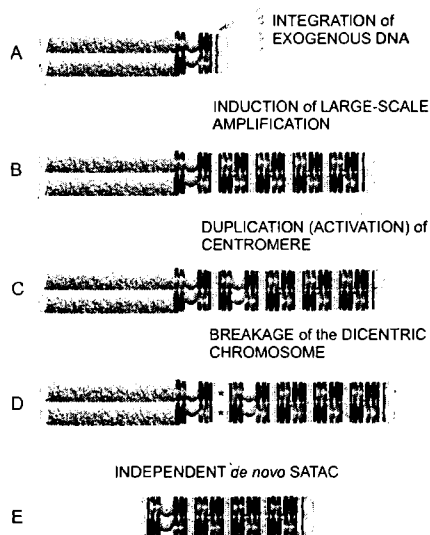 INTEGRATION of
EXOGENOUS DNA
A
INDUCTION of LARGE-SCALE
AMPLIFICATION
B
DUPLICATION (ACTIVATION) of
CENTROMERE
C
BREAKAGE of the DICENTRIC
CHROMOSOME
D
INDEPENDENT de novo SATAC
E